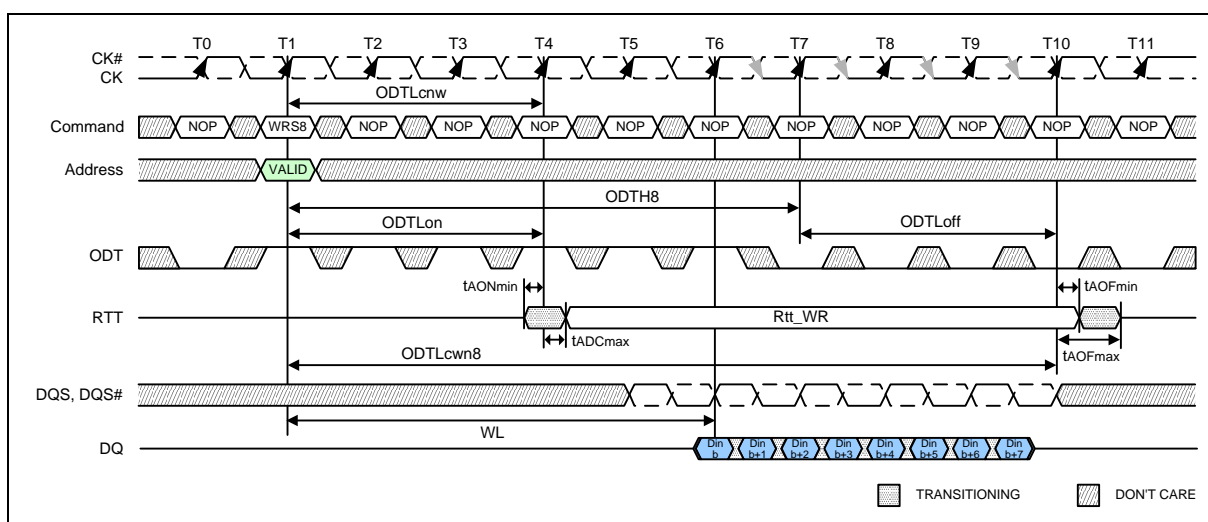 T0 T1 T2 T3 T4 T5 T6 T7 T8 T9 T10 T11
CK#
CK
ODTLcnw
Command NOP WRS8 NOP NOP NOP NOP NOP NOP NOP NOP NOP NOP
Address VALID
ODTH8
ODTLon ODTLoff
ODT
tAONmin tAOFmin
RTT Rtt_WR
tADCmax
ODTLcwn8 tAOFmax
DQS, DQS#
WL
DQ Din b Din b+1 Din b+2 Din b+3 Din b+4 Din b+5 Din b+6 Din b+7
TRANSITIONING DON'T CARE